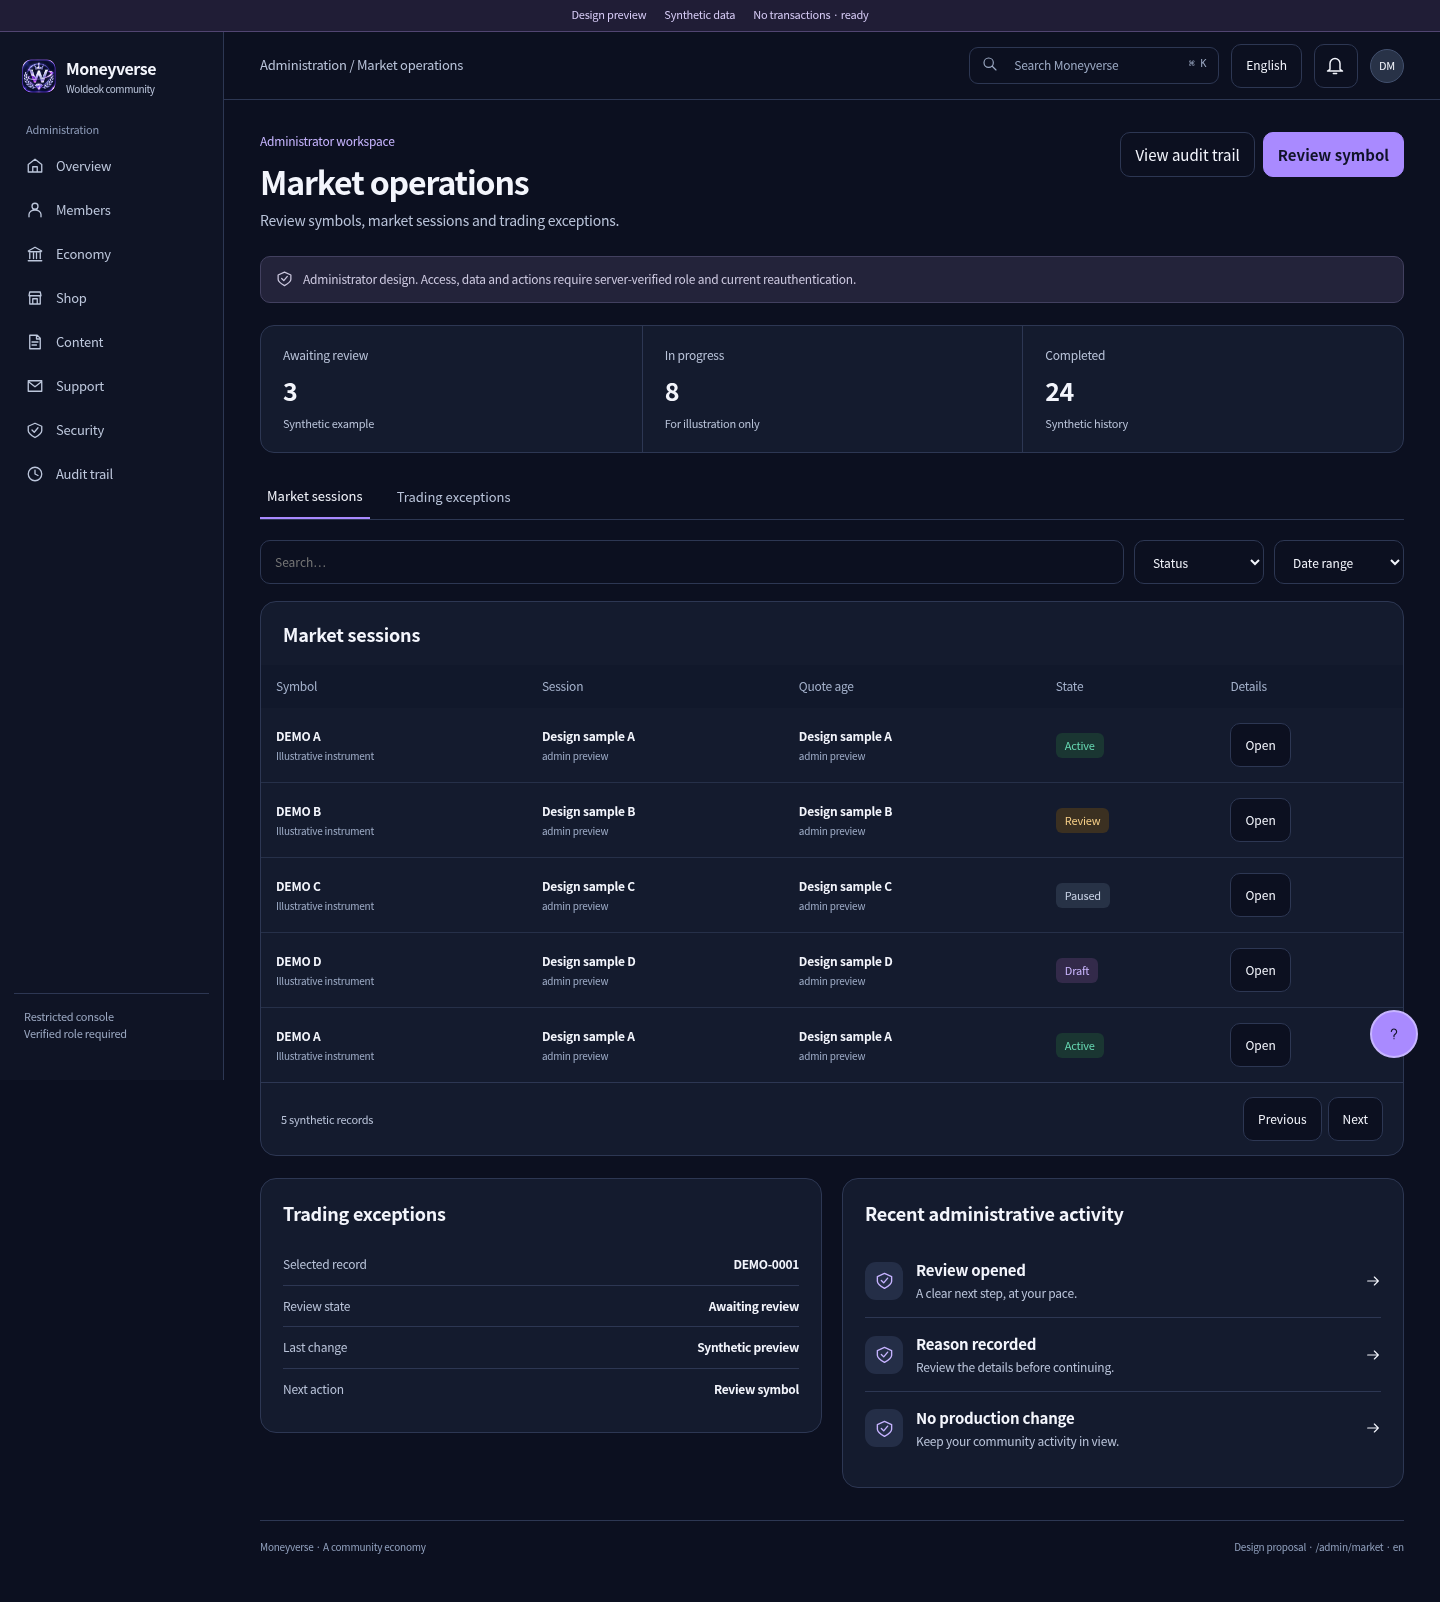 Design preview Synthetic data No transactions · ready
Moneyverse
Woldeok community
Administration
Overview
Members
Economy
Shop
Content
Support
Security
Audit trail
Restricted console
Verified role required
Administration / Market operations
Search Moneyverse ⌘ K
English
DM
Administrator workspace
Market operations
Review symbols, market sessions and trading exceptions.
View audit trail
Review symbol
Administrator design. Access, data and actions require server-verified role and current reauthentication.
Awaiting review
3
Synthetic example
In progress
8
For illustration only
Completed
24
Synthetic history
Market sessions
Trading exceptions
Search…
Status
Date range
Market sessions
Symbol Session Quote age State Details
DEMO A Design sample A Design sample A Active Open
Illustrative instrument admin preview admin preview
DEMO B Design sample B Design sample B Review Open
Illustrative instrument admin preview admin preview
DEMO C Design sample C Design sample C Paused Open
Illustrative instrument admin preview admin preview
DEMO D Design sample D Design sample D Draft Open
Illustrative instrument admin preview admin preview
DEMO A Design sample A Design sample A Active Open
Illustrative instrument admin preview admin preview
?
5 synthetic records
Previous
Next
Trading exceptions
Selected record DEMO-0001
Review state Awaiting review
Last change Synthetic preview
Next action Review symbol
Recent administrative activity
Review opened
A clear next step, at your pace.
Reason recorded
Review the details before continuing.
No production change
Keep your community activity in view.
Moneyverse · A community economy
Design proposal · /admin/market · en